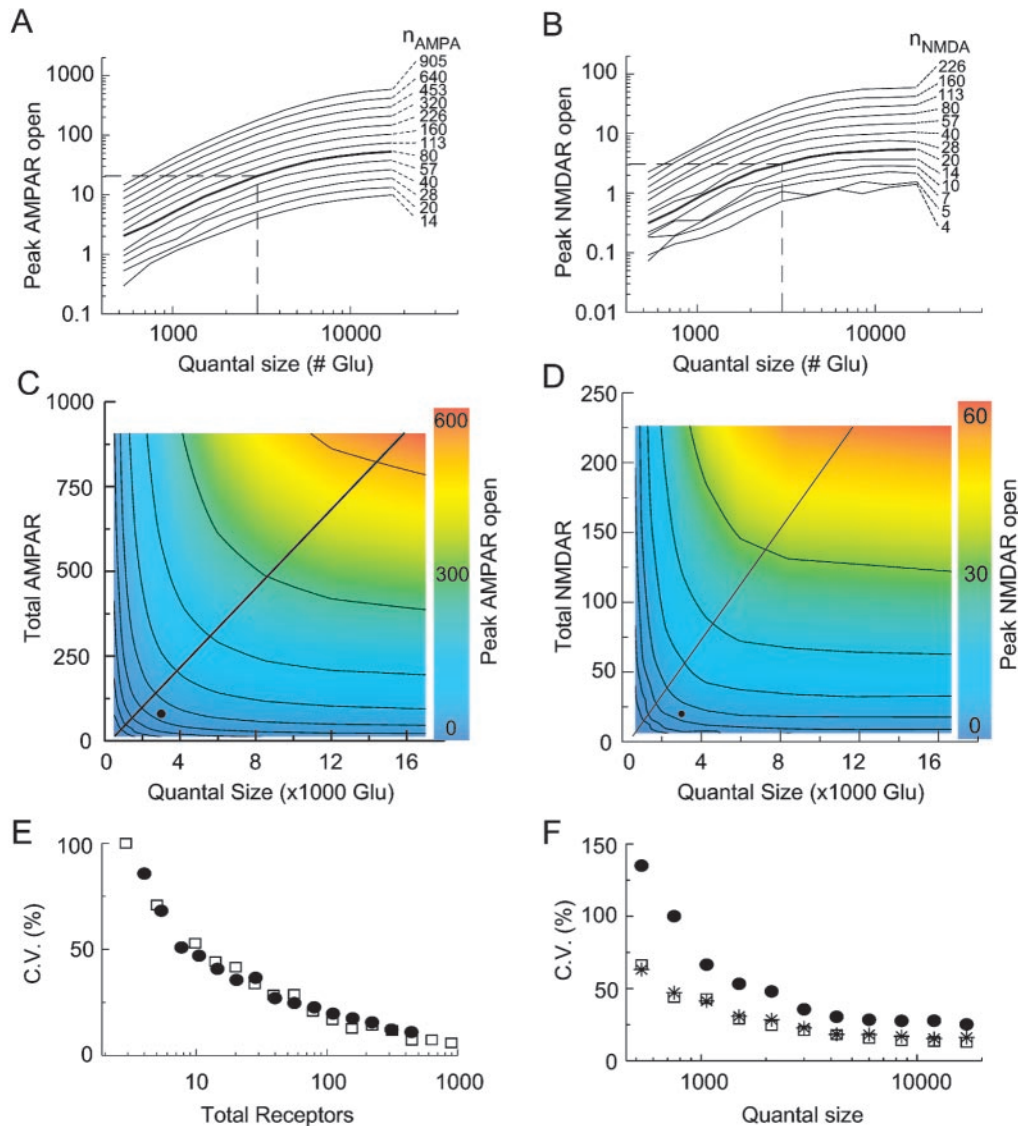 A
n_AMPA
905
640
453
320
226
160
113
80
57
40
28
20
14
1000
100
10
1
0.1
Peak AMPAR open
1000
10000
Quantal size (# Glu)
B
n_NMDA
226
160
113
80
57
40
28
20
14
10
7
5
4
100
10
1
0.1
0.01
Peak NMDAR open
1000
10000
Quantal size (# Glu)
C
1000
750
500
250
0
Total AMPAR
0 4 8 12 16
Quantal Size (x1000 Glu)
600
300
0
Peak AMPAR open
D
250
200
150
100
50
0
Total NMDAR
0 4 8 12 16
Quantal Size (x1000 Glu)
60
30
0
Peak NMDAR open
E
100
50
0
C.V. (%)
10 100 1000
Total Receptors
F
150
100
50
0
C.V. (%)
1000 10000
Quantal size